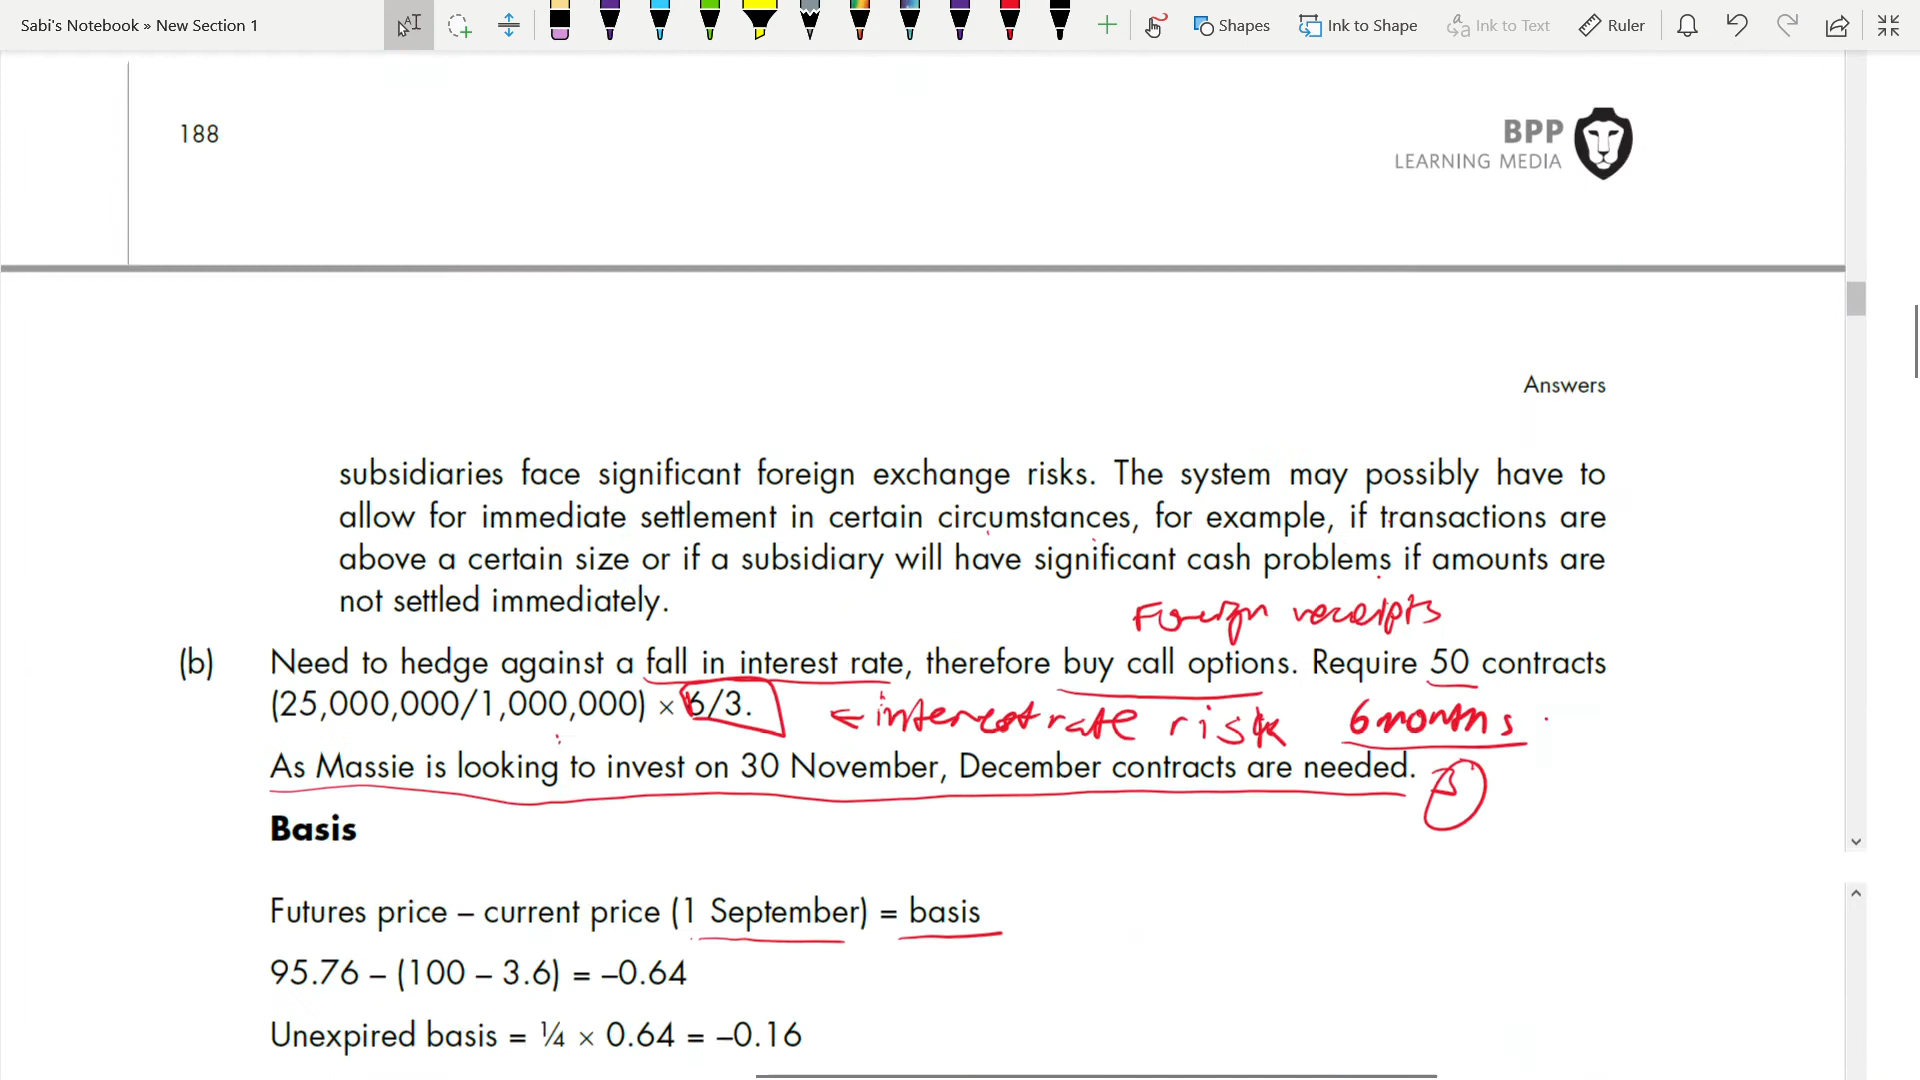 Sabi's Notebook » New Section 1
Shapes
Ink to Shape
Ink to Text
Ruler
188
BPP
LEARNING MEDIA
Answers
subsidiaries face significant foreign exchange risks. The system may possibly have to
allow for immediate settlement in certain circumstances, for example, if transactions are
above a certain size or if a subsidiary will have significant cash problems if amounts are
not settled immediately.
Foreign receipts
(b) Need to hedge against a fall in interest rate, therefore buy call options. Require 50 contracts
(25,000,000/1,000,000) × 6/3.
interest rate risk 6 months
As Massie is looking to invest on 30 November, December contracts are needed.
Basis
Futures price – current price (1 September) = basis
95.76 – (100 – 3.6) = –0.64
Unexpired basis = ¼ × 0.64 = –0.16